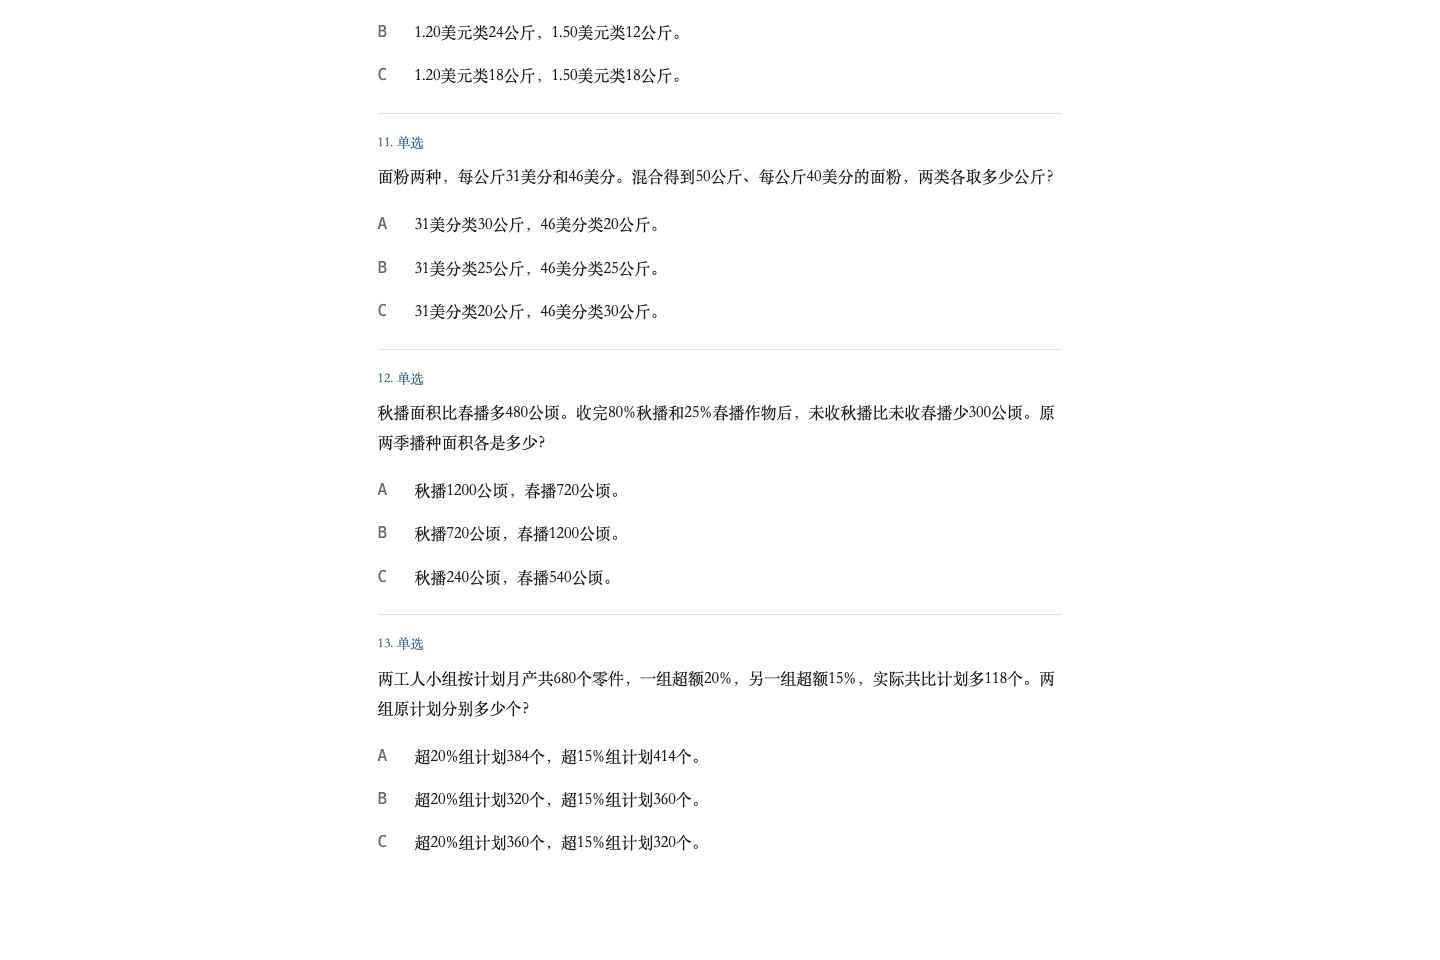 B 1.20美元类24公斤，1.50美元类12公斤。
C 1.20美元类18公斤，1.50美元类18公斤。
11. 单选
面粉两种，每公斤31美分和46美分。混合得到50公斤、每公斤40美分的面粉，两类各取多少公斤？
A 31美分类30公斤，46美分类20公斤。
B 31美分类25公斤，46美分类25公斤。
C 31美分类20公斤，46美分类30公斤。
12. 单选
秋播面积比春播多480公顷。收完80%秋播和25%春播作物后，未收秋播比未收春播少300公顷。原
两季播种面积各是多少？
A 秋播1200公顷，春播720公顷。
B 秋播720公顷，春播1200公顷。
C 秋播240公顷，春播540公顷。
13. 单选
两工人小组按计划月产共680个零件，一组超额20%，另一组超额15%，实际共比计划多118个。两
组原计划分别多少个？
A 超20%组计划384个，超15%组计划414个。
B 超20%组计划320个，超15%组计划360个。
C 超20%组计划360个，超15%组计划320个。